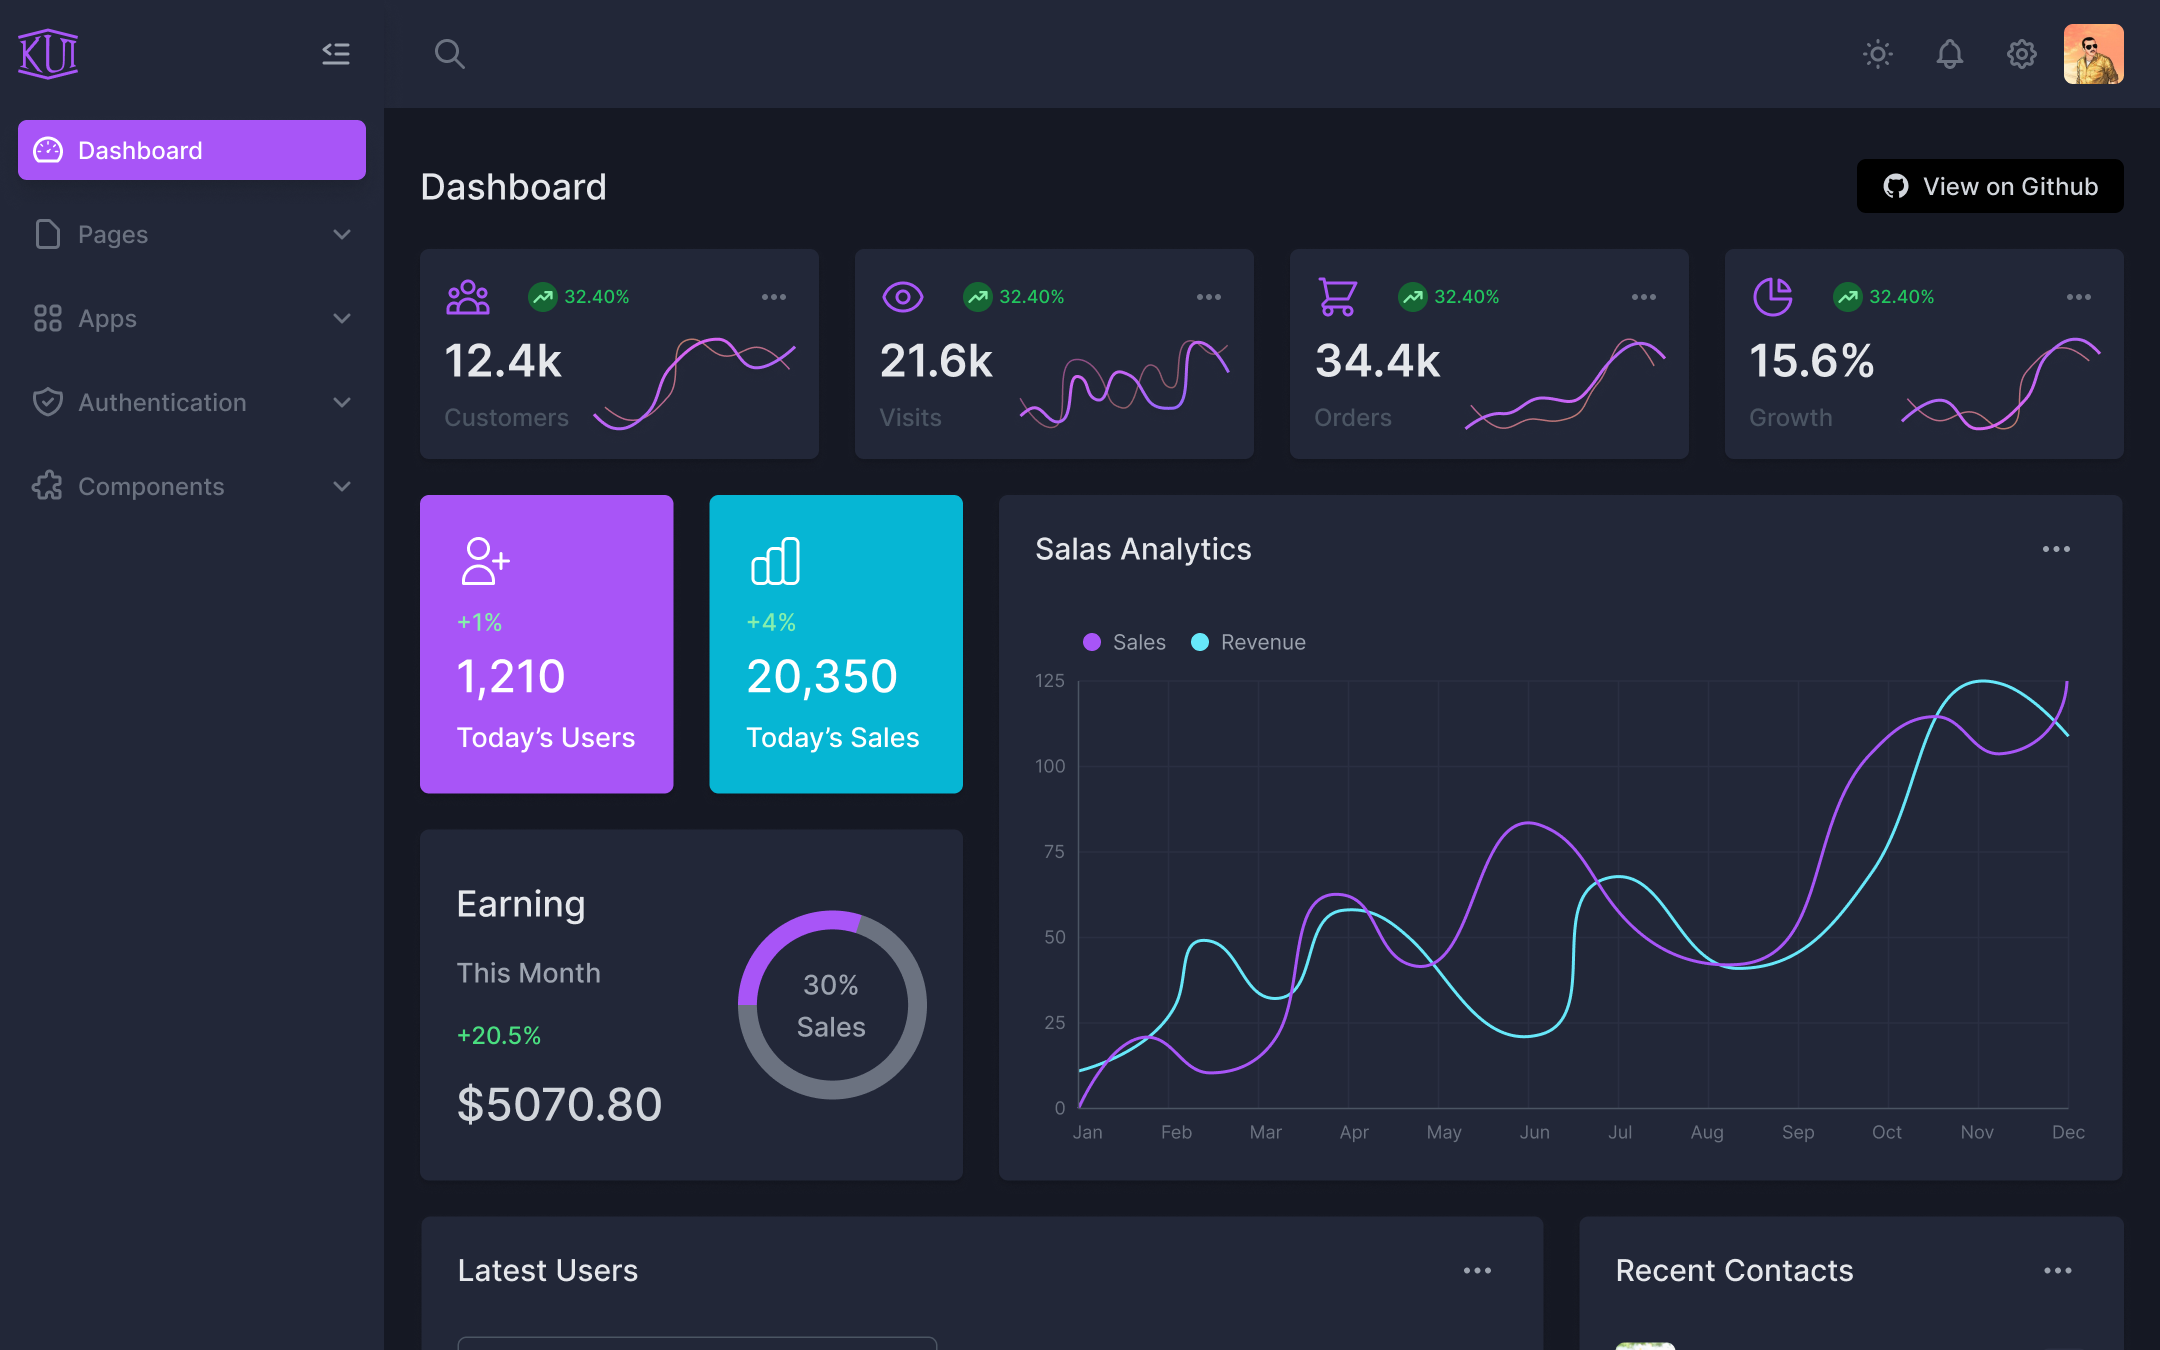 KUI
Dashboard
Pages
Apps
Authentication
Components
Dashboard
View on Github
32.40%
12.4k
Customers
32.40%
21.6k
Visits
32.40%
34.4k
Orders
32.40%
15.6%
Growth
+1%
1,210
Today’s Users
+4%
20,350
Today’s Sales
Earning
This Month
+20.5%
$5070.80
30%
Sales
Salas Analytics
Sales
Revenue
125
100
75
50
25
0
Jan Feb Mar Apr May Jun Jul Aug Sep Oct Nov Dec
Latest Users
Recent Contacts